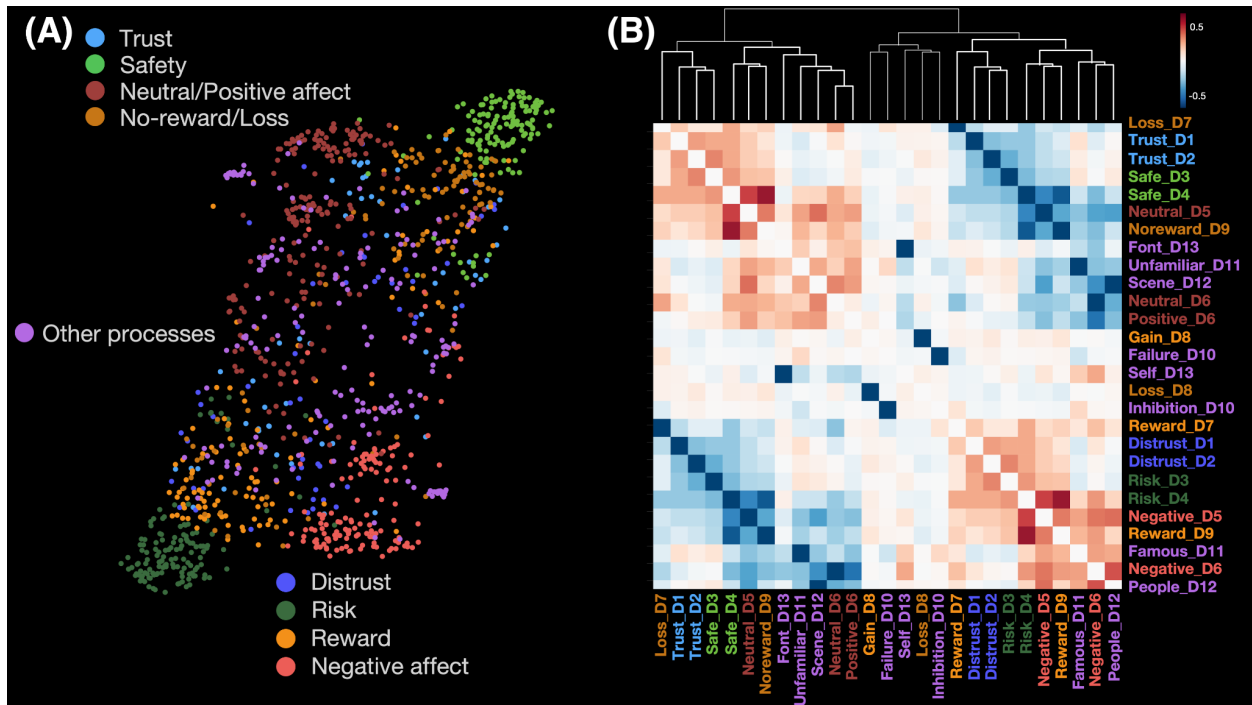 (A)
Trust
Safety
Neutral/Positive affect
No-reward/Loss
Other processes
Distrust
Risk
Reward
Negative affect
(B)
0.5
-0.5
Loss_D7
Trust_D1
Trust_D2
Safe_D3
Safe_D4
Neutral_D5
Noreward_D9
Font_D13
Unfamiliar_D11
Scene_D12
Neutral_D6
Positive_D6
Gain_D8
Failure_D10
Self_D13
Loss_D8
Inhibition_D10
Reward_D7
Distrust_D1
Distrust_D2
Risk_D3
Risk_D4
Negative_D5
Reward_D9
Famous_D11
Negative_D6
People_D12
Loss_D7
Trust_D1
Trust_D2
Safe_D3
Safe_D4
Neutral_D5
Noreward_D9
Font_D13
Unfamiliar_D11
Scene_D12
Neutral_D6
Positive_D6
Gain_D8
Failure_D10
Self_D13
Loss_D8
Inhibition_D10
Reward_D7
Distrust_D1
Distrust_D2
Risk_D3
Risk_D4
Negative_D5
Reward_D9
Famous_D11
Negative_D6
People_D12